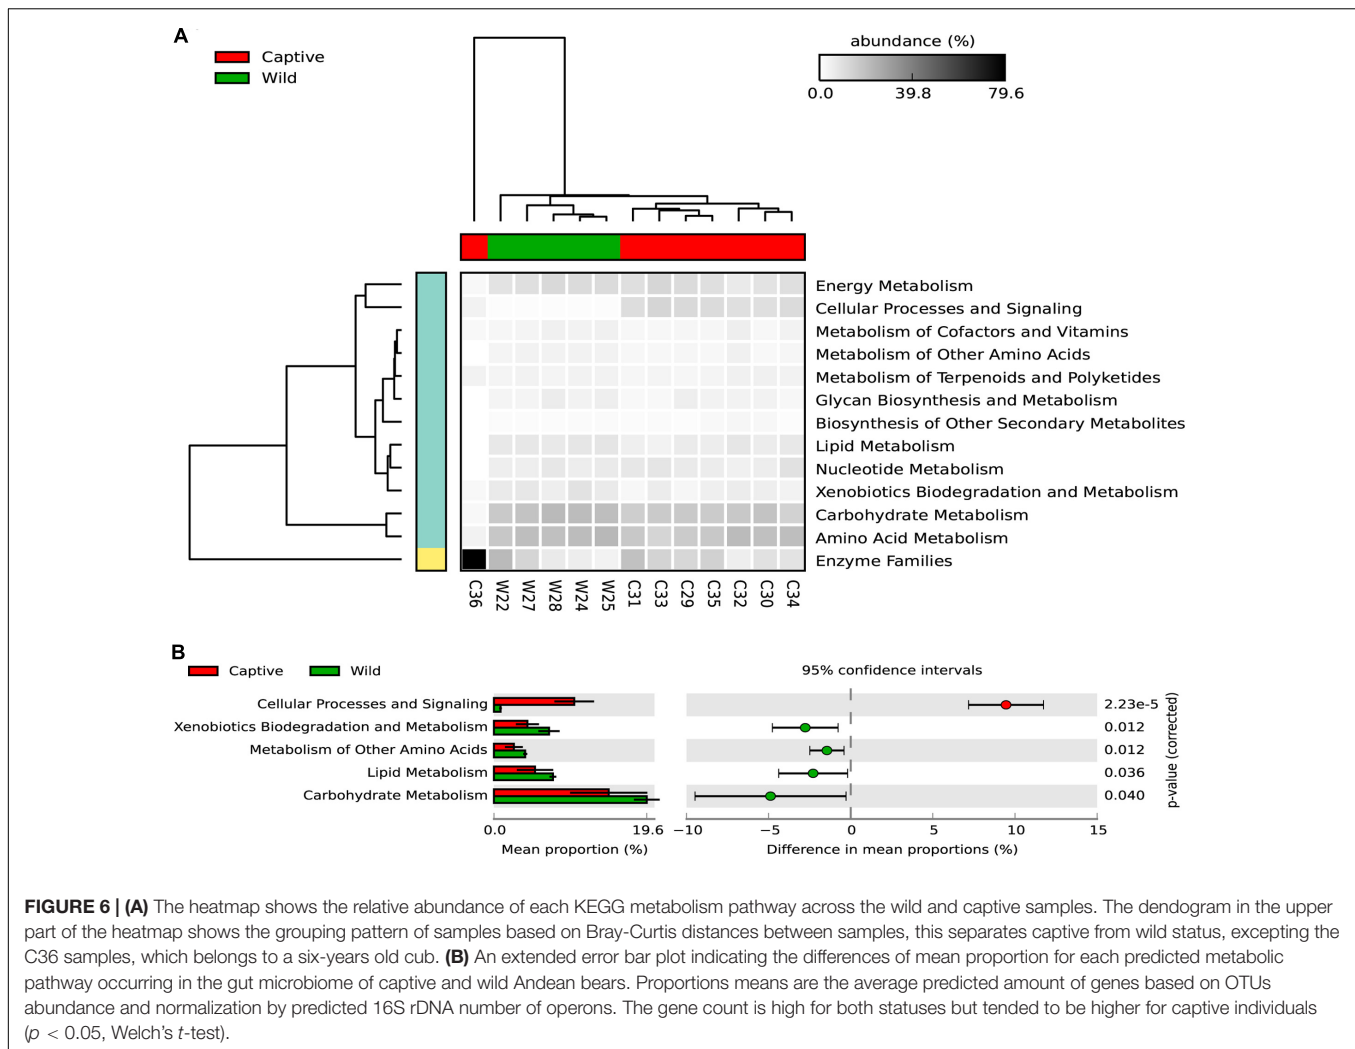 A
Captive
Wild
abundance (%)
0.0 39.8 79.6
Energy Metabolism
Cellular Processes and Signaling
Metabolism of Cofactors and Vitamins
Metabolism of Other Amino Acids
Metabolism of Terpenoids and Polyketides
Glycan Biosynthesis and Metabolism
Biosynthesis of Other Secondary Metabolites
Lipid Metabolism
Nucleotide Metabolism
Xenobiotics Biodegradation and Metabolism
Carbohydrate Metabolism
Amino Acid Metabolism
Enzyme Families
C36 W22 W27 W28 W24 W25 C31 C33 C29 C35 C32 C30 C34
B
Captive Wild
95% confidence intervals
Cellular Processes and Signaling 2.23e-5
Xenobiotics Biodegradation and Metabolism 0.012
Metabolism of Other Amino Acids 0.012
Lipid Metabolism 0.036
Carbohydrate Metabolism 0.040
p-value (corrected)
0.0 19.6 −10 −5 0 5 10 15
Mean proportion (%) Difference in mean proportions (%)
FIGURE 6 | (A) The heatmap shows the relative abundance of each KEGG metabolism pathway across the wild and captive samples. The dendogram in the upper
part of the heatmap shows the grouping pattern of samples based on Bray-Curtis distances between samples, this separates captive from wild status, excepting the
C36 samples, which belongs to a six-years old cub. (B) An extended error bar plot indicating the differences of mean proportion for each predicted metabolic
pathway occurring in the gut microbiome of captive and wild Andean bears. Proportions means are the average predicted amount of genes based on OTUs
abundance and normalization by predicted 16S rDNA number of operons. The gene count is high for both statuses but tended to be higher for captive individuals
(p < 0.05, Welch's t-test).